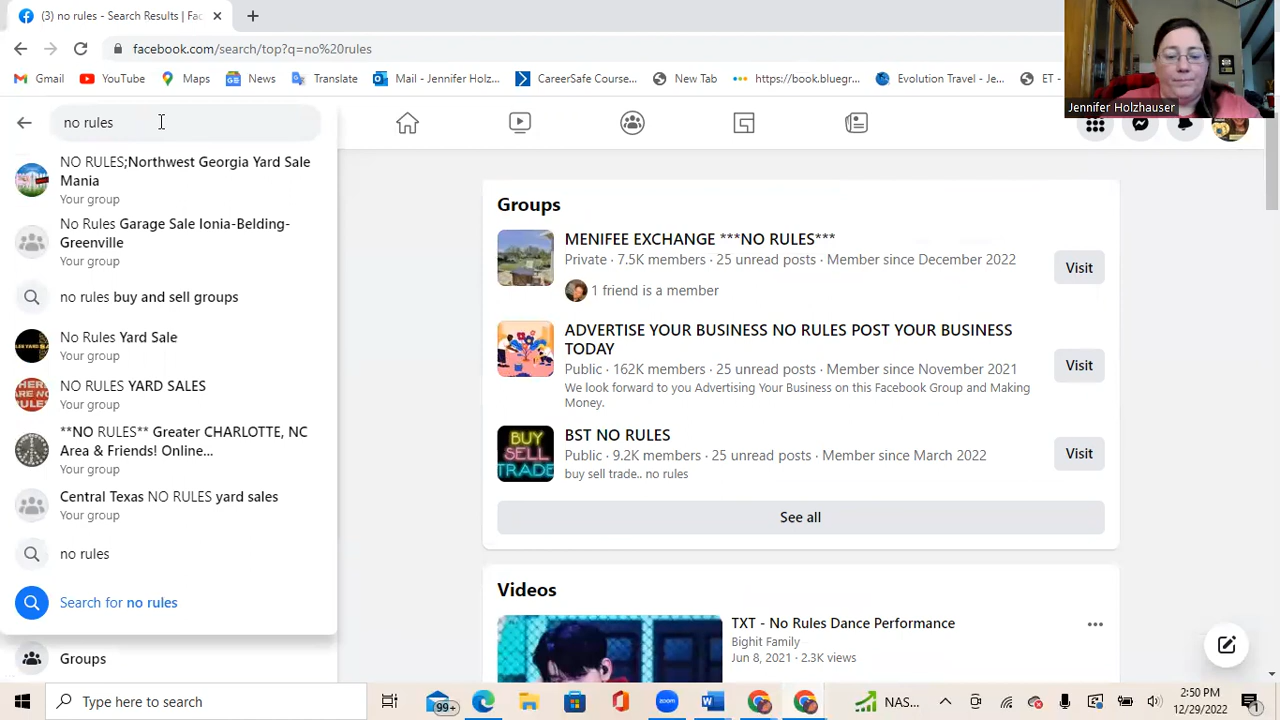 (3) no rules - Search Results | Fac
facebook.com/search/top?q=no%20rules
Gmail
YouTube
Maps
News
Translate
Mail - Jennifer Holz...
CareerSafe Course...
New Tab
https://book.bluegr...
Evolution Travel - Je...
ET -
Jennifer Holzhauser
no rules
NO RULES;Northwest Georgia Yard Sale
Mania
Your group
No Rules Garage Sale Ionia-Belding-
Greenville
Your group
no rules buy and sell groups
No Rules Yard Sale
Your group
NO RULES YARD SALES
Your group
**NO RULES** Greater CHARLOTTE, NC
Area & Friends! Online...
Your group
Central Texas NO RULES yard sales
Your group
no rules
Search for no rules
Groups
Groups
MENIFEE EXCHANGE ***NO RULES***
Private · 7.5K members · 25 unread posts · Member since December 2022
1 friend is a member
Visit
ADVERTISE YOUR BUSINESS NO RULES POST YOUR BUSINESS
TODAY
Public · 162K members · 25 unread posts · Member since November 2021
We look forward to you Advertising Your Business on this Facebook Group and Making
Money.
Visit
BUY
SELL
TRADE
BST NO RULES
Public · 9.2K members · 25 unread posts · Member since March 2022
buy sell trade.. no rules
Visit
See all
Videos
TXT - No Rules Dance Performance
Bighit Family
Jun 8, 2021 · 2.3K views
Type here to search
99+
zoom
NAS...
2:50 PM
12/29/2022
1